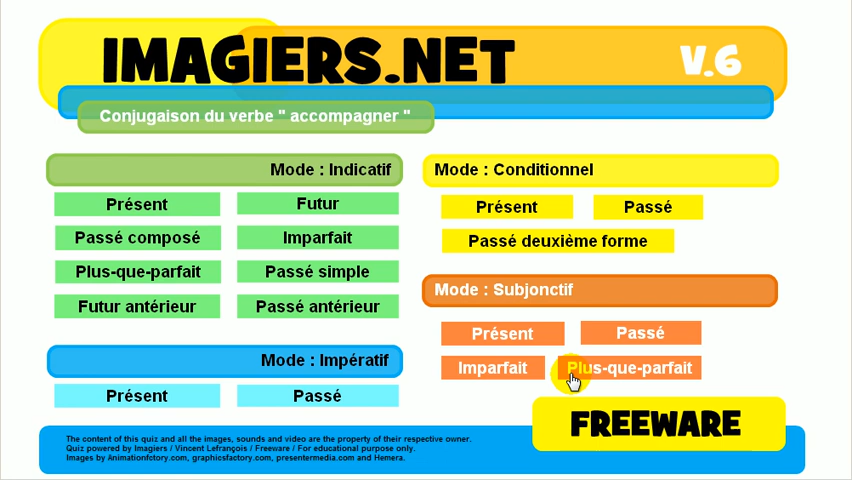 IMAGIERS.NET
V.6
Conjugaison du verbe " accompagner "
Mode : Indicatif
Présent
Futur
Passé composé
Imparfait
Plus-que-parfait
Passé simple
Futur antérieur
Passé antérieur
Mode : Impératif
Présent
Passé
Mode : Conditionnel
Présent
Passé
Passé deuxième forme
Mode : Subjonctif
Présent
Passé
Imparfait
Plus-que-parfait
FREEWARE
The content of this quiz and all the images, sounds and video are the property of their respective owner.
Quiz powered by Imagiers / Vincent Lefrançois / Freeware / For educational purpose only.
Images by Animationfctory.com, graphicsfactory.com, presentermedia.com and Hemera.